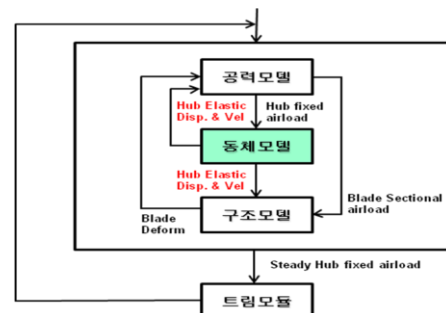 공력모델
Hub Elastic
Disp. & Vel
Hub fixed
airload
동체모델
Hub Elastic
Disp. & Vel
Blade Sectional
airload
Blade
Deform
구조모델
Steady Hub fixed airload
트림모듈